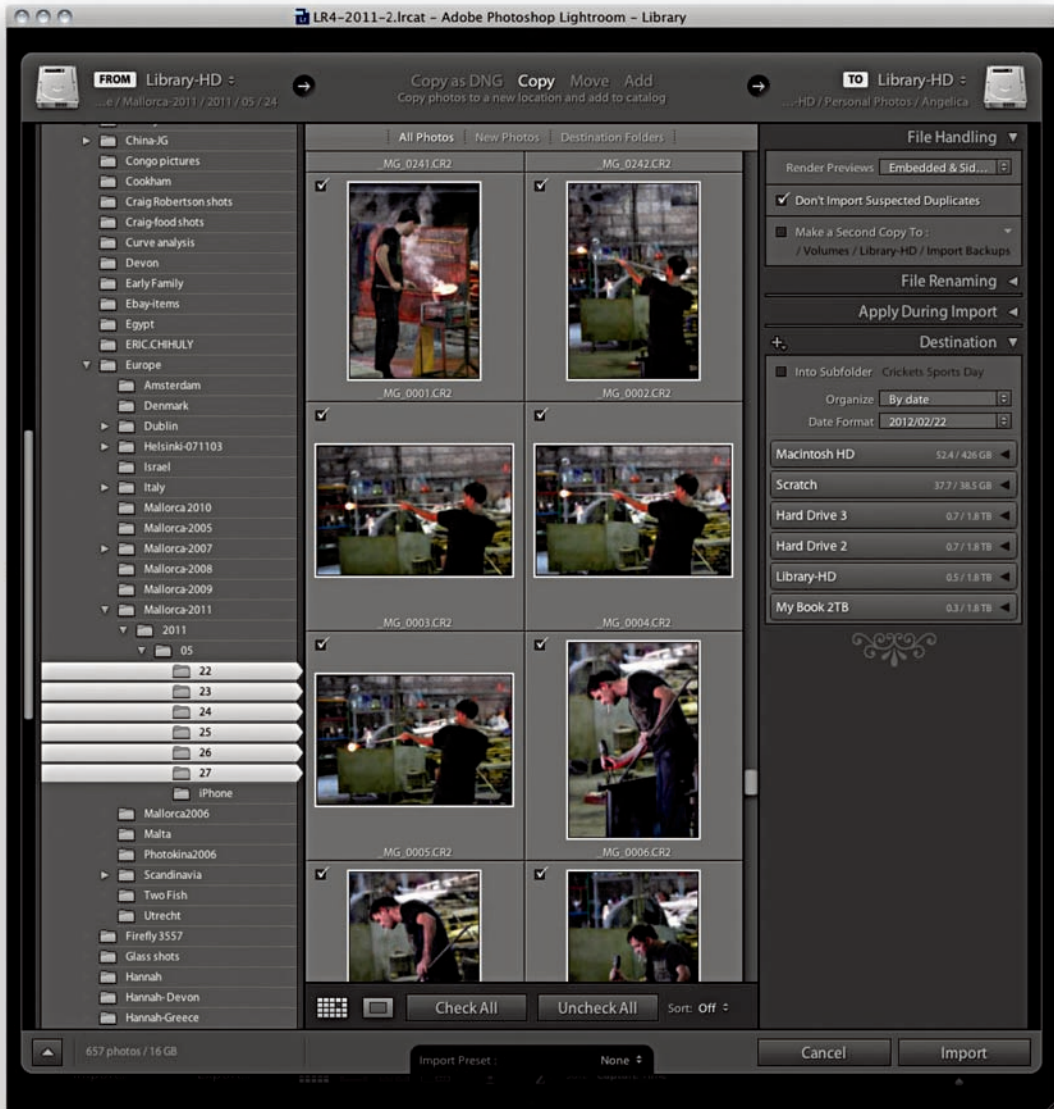 LR4-2011-2.lrcat - Adobe Photoshop Lightroom - Library
FROM Library-HD
...e / Mallorca-2011 / 2011 / 05 / 24
Copy as DNG Copy Move Add
Copy photos to a new location and add to catalog
TO Library-HD
...-HD / Personal Photos / Angelica
China-JG
Congo pictures
Cookham
Craig Robertson shots
Craig-food shots
Curve analysis
Devon
Early Family
Ebay-items
Egypt
ERIC.CHIHULY
Europe
Amsterdam
Denmark
Dublin
Helsinki-071103
Israel
Italy
Mallorca 2010
Mallorca-2005
Mallorca-2007
Mallorca-2008
Mallorca-2009
Mallorca-2011
2011
05
22
23
24
25
26
27
iPhone
Mallorca2006
Malta
Photokina2006
Scandinavia
Two Fish
Utrecht
Firefly 3557
Glass shots
Hannah
Hannah- Devon
Hannah-Greece
All Photos New Photos Destination Folders
_MG_0241.CR2 _MG_0242.CR2
_MG_0001.CR2 _MG_0002.CR2
_MG_0003.CR2 _MG_0004.CR2
_MG_0005.CR2 _MG_0006.CR2
Check All Uncheck All Sort: Off
File Handling
Render Previews Embedded & Sid...
Don't Import Suspected Duplicates
Make a Second Copy To :
/ Volumes / Library-HD / Import Backups
File Renaming
Apply During Import
Destination
Into Subfolder Crickets Sports Day
Organize By date
Date Format 2012/02/22
Macintosh HD 52.4 / 426 GB
Scratch 37.7 / 38.5 GB
Hard Drive 3 0.7 / 1.8 TB
Hard Drive 2 0.7 / 1.8 TB
Library-HD 0.5 / 1.8 TB
My Book 2TB 0.3 / 1.8 TB
657 photos / 16 GB
Import Preset : None
Cancel Import